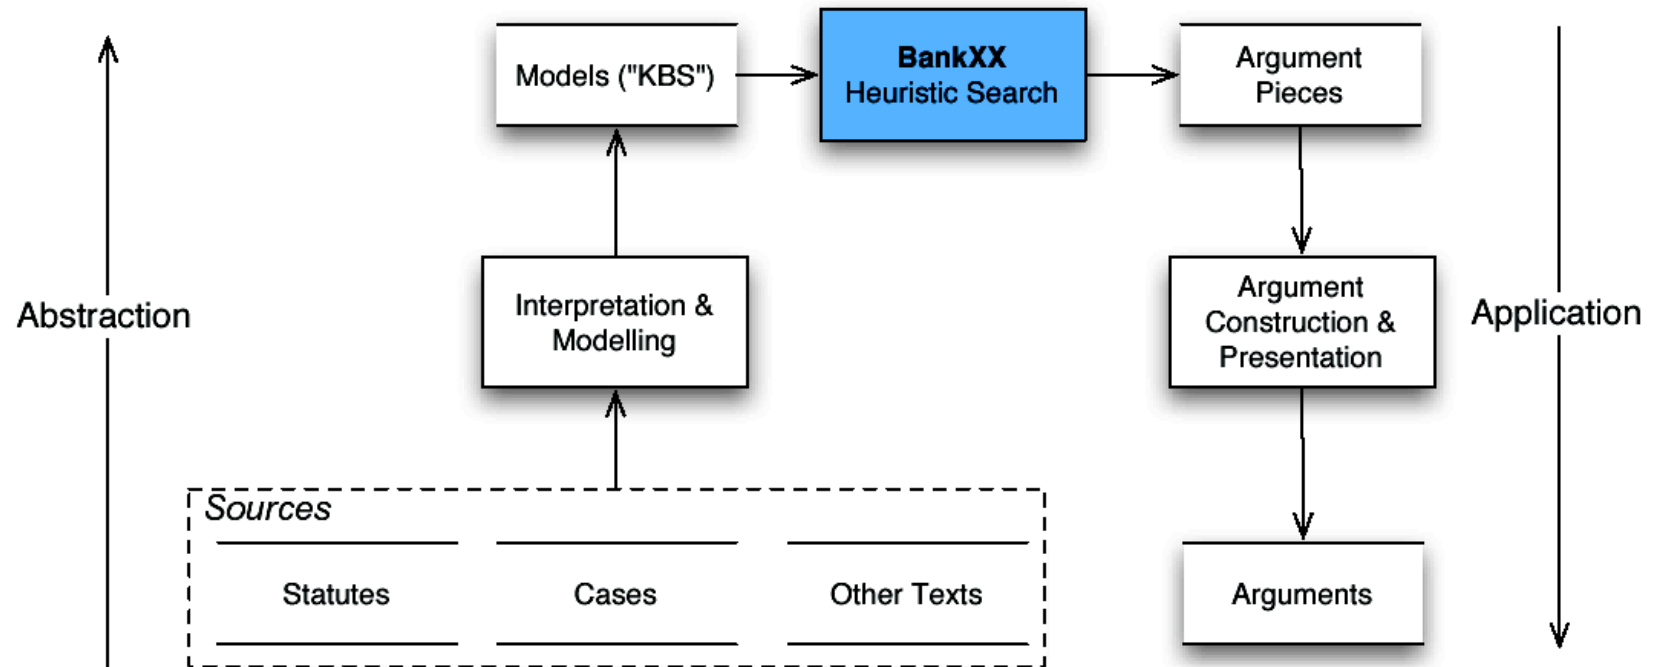 Models ("KBS")
BankXX
Heuristic Search
Argument
Pieces
Abstraction
Interpretation &
Modelling
Argument
Construction &
Presentation
Application
Sources
Statutes
Cases
Other Texts
Arguments